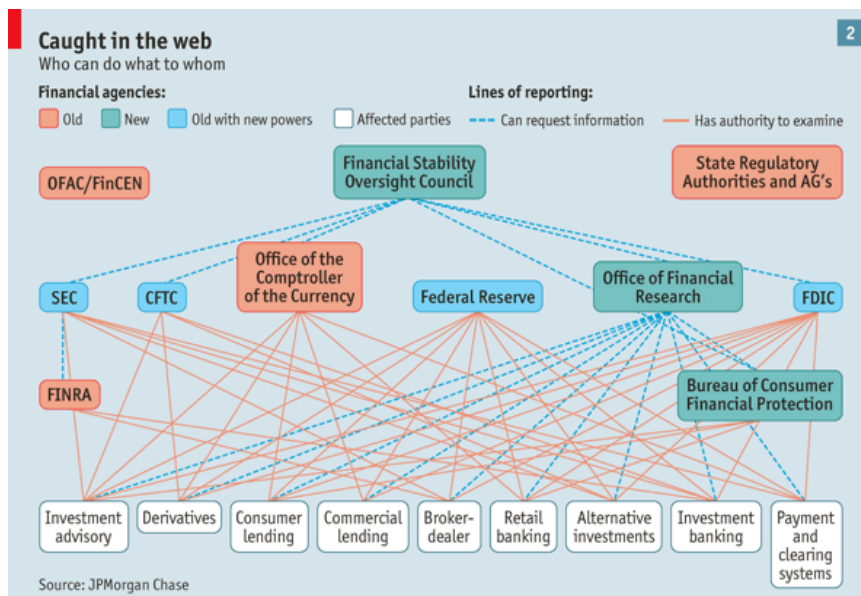 Caught in the web
2
Who can do what to whom
Financial agencies:
Lines of reporting:
Old
New
Old with new powers
Affected parties
Can request information
Has authority to examine
OFAC/FinCEN
Financial Stability
Oversight Council
State Regulatory
Authorities and AG's
SEC
CFTC
Office of the
Comptroller
of the Currency
Federal Reserve
Office of Financial
Research
FDIC
FINRA
Bureau of Consumer
Financial Protection
Investment
advisory
Derivatives
Consumer
lending
Commercial
lending
Broker-
dealer
Retail
banking
Alternative
investments
Investment
banking
Payment
and
clearing
systems
Source: JPMorgan Chase